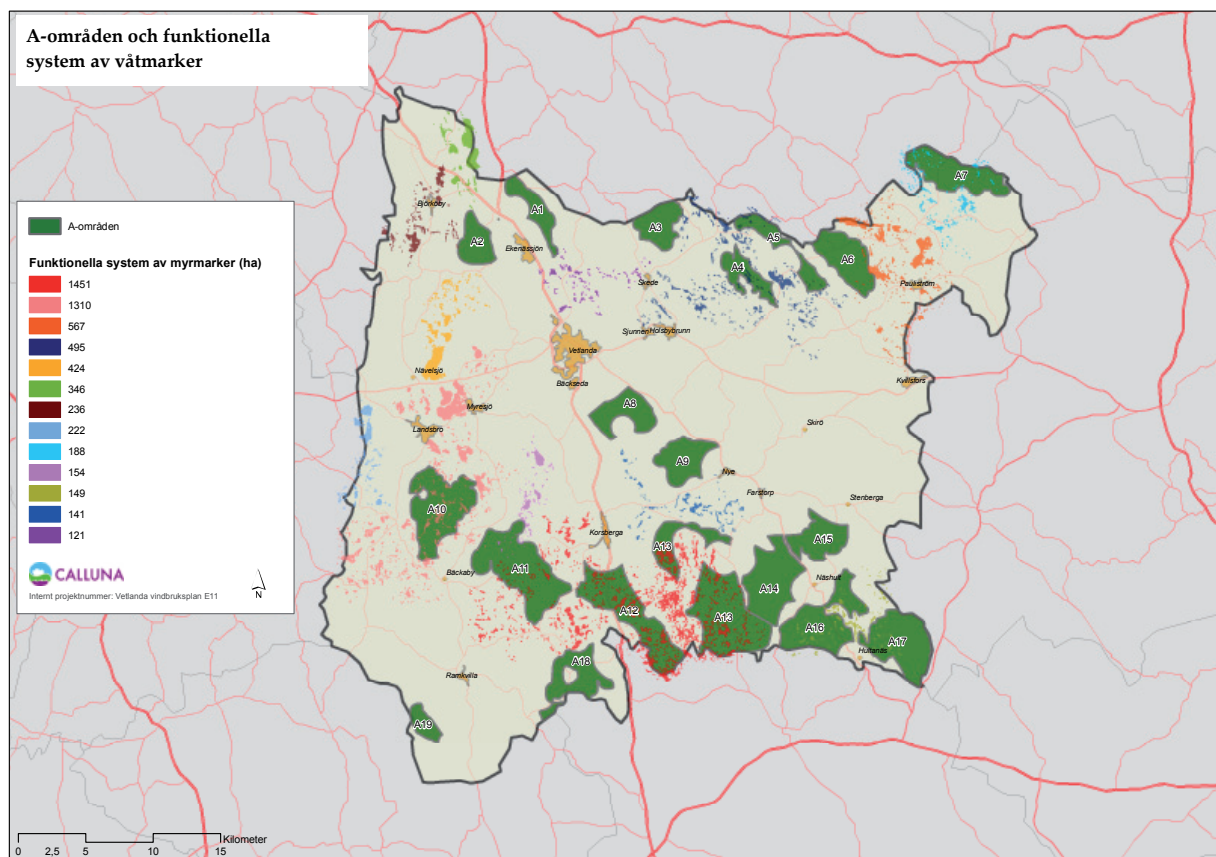 A-områden och funktionella
system av våtmarker
A-områden
Funktionella system av myrmarker (ha)
1451
1310
567
495
424
346
236
222
188
154
149
141
121
CALLUNA
N
Internt projektnummer: Vetlanda vindbruksplan E11
Björköby
A1
A2
Ekenässjön
A3
A5
A4
A6
A7
Skede
Paulistrÿm
Sjunnen
Holsbybrunn
Vetlanda
Bäckseda
Nävelsjö
Kvillsfors
Myresjö
Landsbro
A8
Skirö
A9
Nye
Farstorp
Stenberga
A10
Korsberga
A13
A15
A11
Bäckaby
A12
A13
A14
Näshult
A16
A17
Hultanäs
A18
Ramkvilla
A19
0 2,5 5 10 15
Kilometer